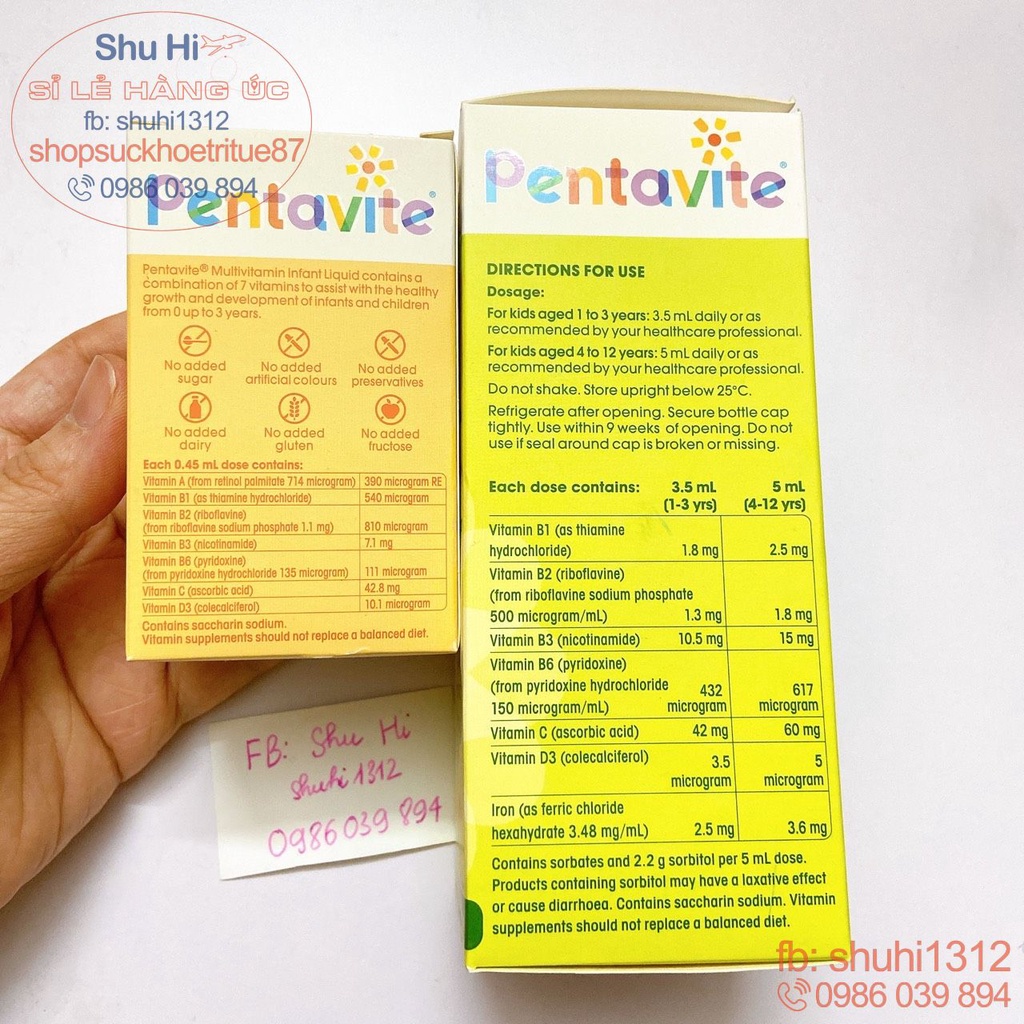 Shu Hi
SỈ LẺ HÀNG ÚC
fb: shuhi1312
shopsuckhoetritue87
0986 039 894
Pentavite®
Pentavite® Multivitamin Infant Liquid contains a
combination of 7 vitamins to assist with the healthy
growth and development of infants and children
from 0 up to 3 years.
No added sugar
No added artificial colours
No added preservatives
No added dairy
No added gluten
No added fructose
Each 0.45 mL dose contains:
Vitamin A (from retinol palmitate 714 microgram) 390 microgram RE
Vitamin B1 (as thiamine hydrochloride) 540 microgram
Vitamin B2 (riboflavine)
(from riboflavine sodium phosphate 1.1 mg) 810 microgram
Vitamin B3 (nicotinamide) 7.1 mg
Vitamin B6 (pyridoxine)
(from pyridoxine hydrochloride 135 microgram) 111 microgram
Vitamin C (ascorbic acid) 42.8 mg
Vitamin D3 (colecalciferol) 10.1 microgram
Contains saccharin sodium.
Vitamin supplements should not replace a balanced diet.
Pentavite®
DIRECTIONS FOR USE
Dosage:
For kids aged 1 to 3 years: 3.5 mL daily or as
recommended by your healthcare professional.
For kids aged 4 to 12 years: 5 mL daily or as
recommended by your healthcare professional.
Do not shake. Store upright below 25°C.
Refrigerate after opening. Secure bottle cap
tightly. Use within 9 weeks of opening. Do not
use if seal around cap is broken or missing.
Each dose contains: 3.5 mL 5 mL
(1-3 yrs) (4-12 yrs)
Vitamin B1 (as thiamine
hydrochloride) 1.8 mg 2.5 mg
Vitamin B2 (riboflavine)
(from riboflavine sodium phosphate
500 microgram/mL) 1.3 mg 1.8 mg
Vitamin B3 (nicotinamide) 10.5 mg 15 mg
Vitamin B6 (pyridoxine)
(from pyridoxine hydrochloride 432 617
150 microgram/mL) microgram microgram
Vitamin C (ascorbic acid) 42 mg 60 mg
Vitamin D3 (colecalciferol) 3.5 5
microgram microgram
Iron (as ferric chloride
hexahydrate 3.48 mg/mL) 2.5 mg 3.6 mg
Contains sorbates and 2.2 g sorbitol per 5 mL dose.
Products containing sorbitol may have a laxative effect
or cause diarrhoea. Contains saccharin sodium. Vitamin
supplements should not replace a balanced diet.
FB: Shu Hi
Shuhi 1312
0986 039 894
fb: shuhi1312
0986 039 894